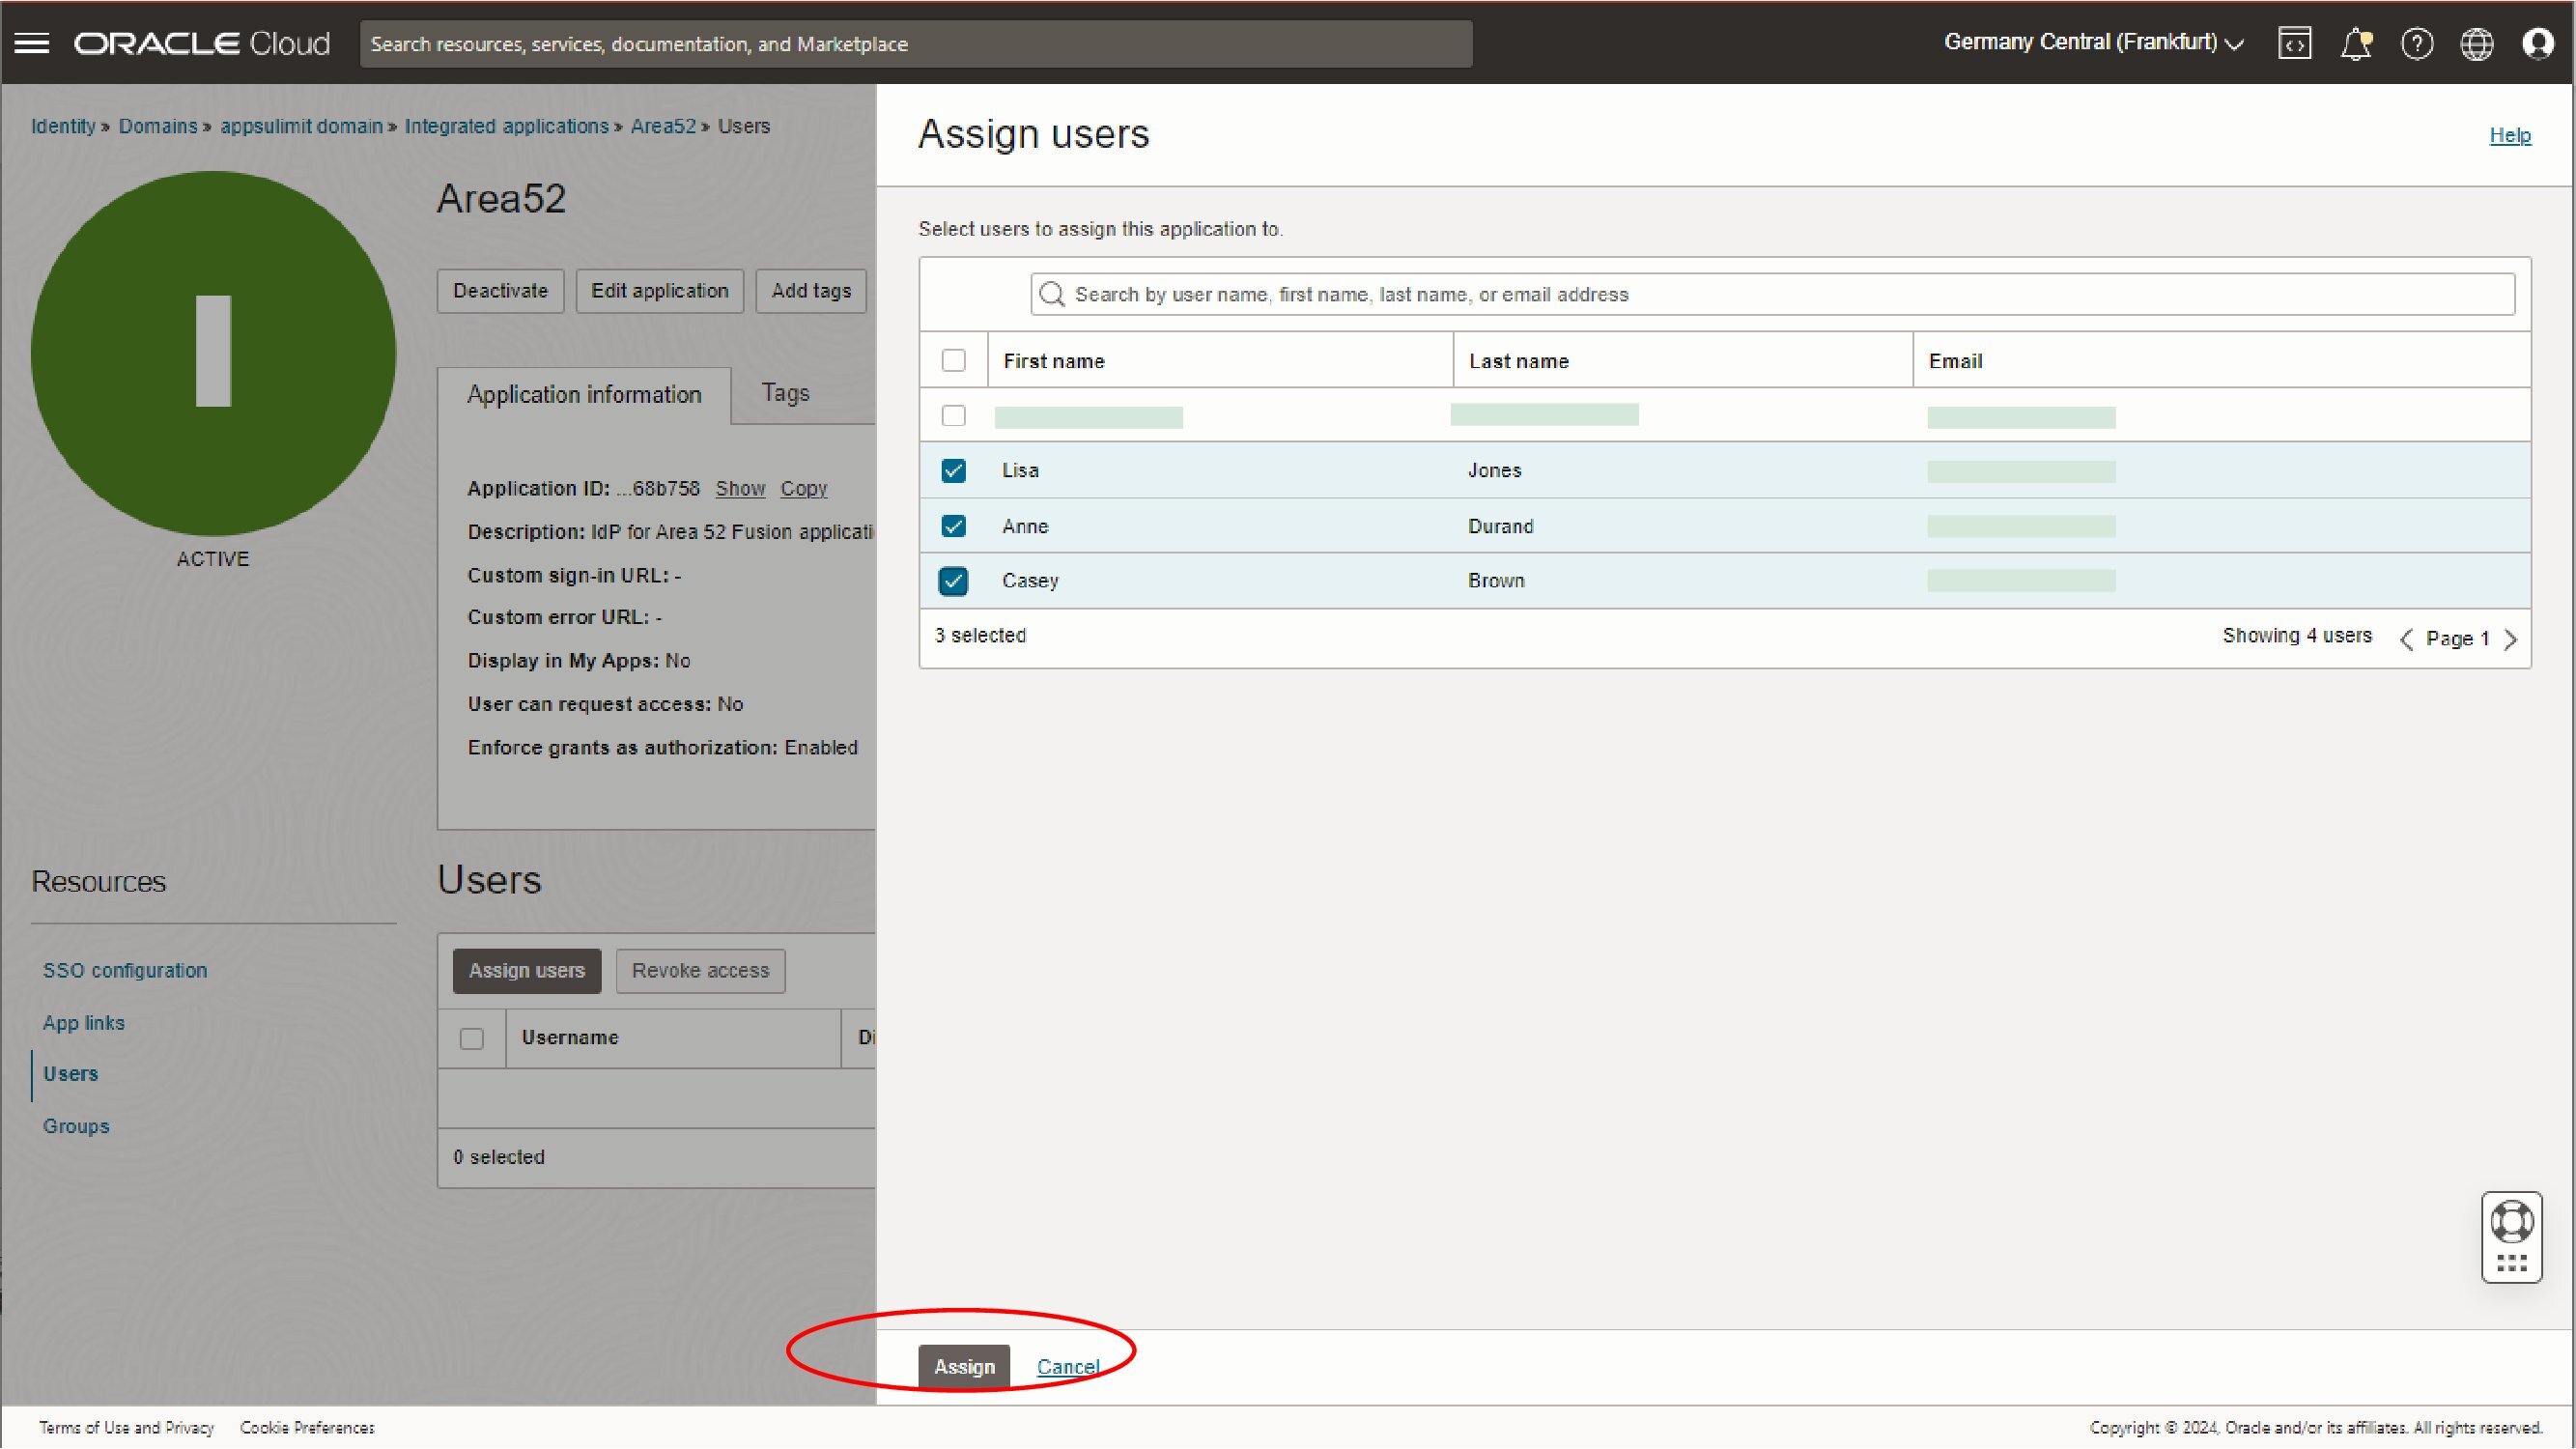 ORACLE Cloud
Search resources, services, documentation, and Marketplace
Germany Central (Frankfurt)
Identity » Domains » appsulimit domain » Integrated applications » Area52 » Users
I
ACTIVE
Area52
Deactivate
Edit application
Add tags
Application information
Tags
Application ID: ...68b758 Show Copy
Description: IdP for Area 52 Fusion applicati
Custom sign-in URL: -
Custom error URL: -
Display in My Apps: No
User can request access: No
Enforce grants as authorization: Enabled
Resources
SSO configuration
App links
Users
Groups
Users
Assign users
Revoke access
Username
Di
0 selected
Assign users
Help
Select users to assign this application to.
Search by user name, first name, last name, or email address
First name Last name Email
Lisa Jones
Anne Durand
Casey Brown
3 selected
Showing 4 users
Page 1
Assign
Cancel
Terms of Use and Privacy
Cookie Preferences
Copyright © 2024, Oracle and/or its affiliates. All rights reserved.